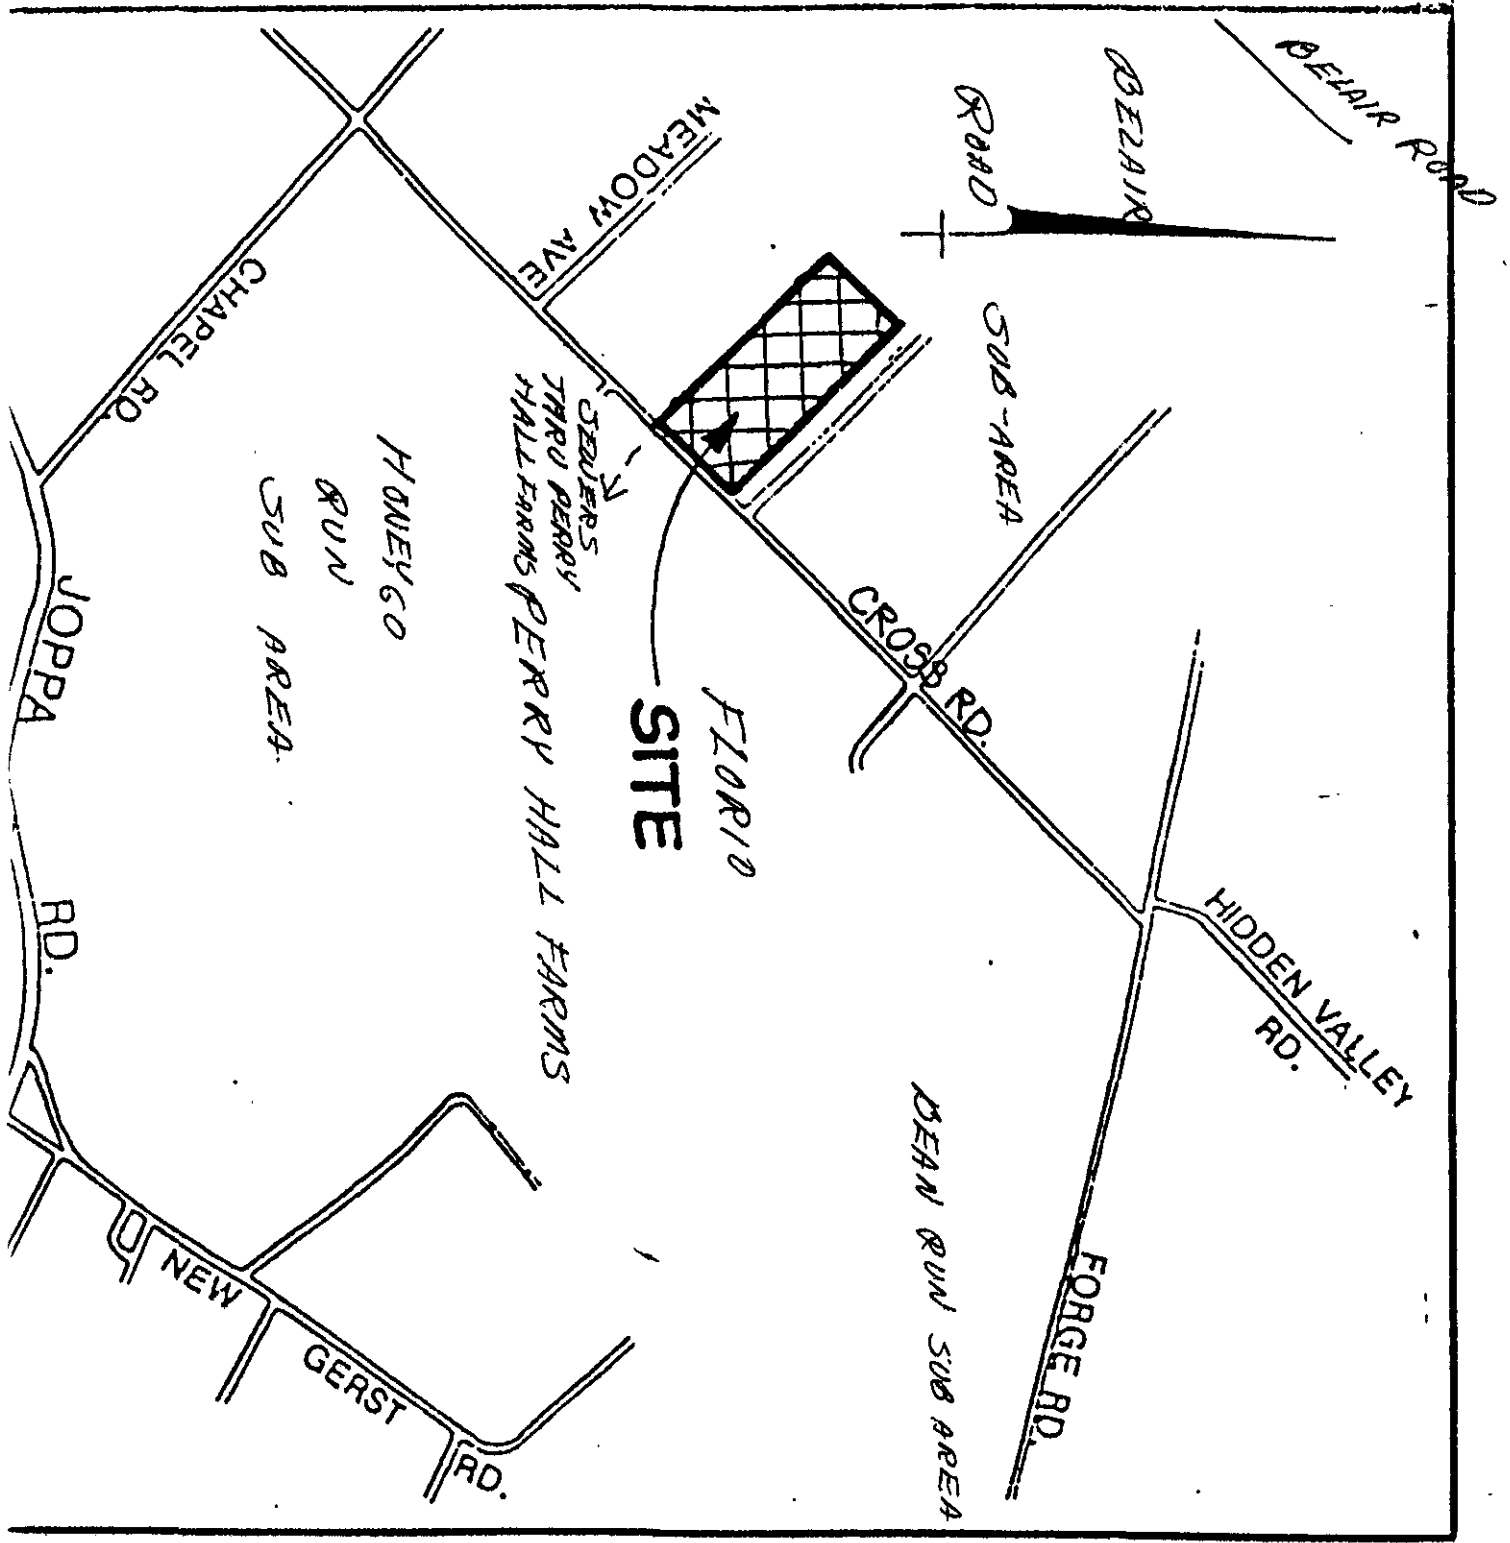 BELAIR ROAD
BELAIR
ROAD
SUB-AREA
HIDDEN VALLEY
RD.
MEADOW AVE
CROSS RD.
FORGE RD.
BEAN RUN SUB AREA
FLORIO
SITE
SEWERS
THRU PERRY
HALL FARMS
PERRY HALL FARMS
CHAPEL RD.
HONEYGO
RUN
SUB AREA
JOPPA RD.
NEW GERST RD.